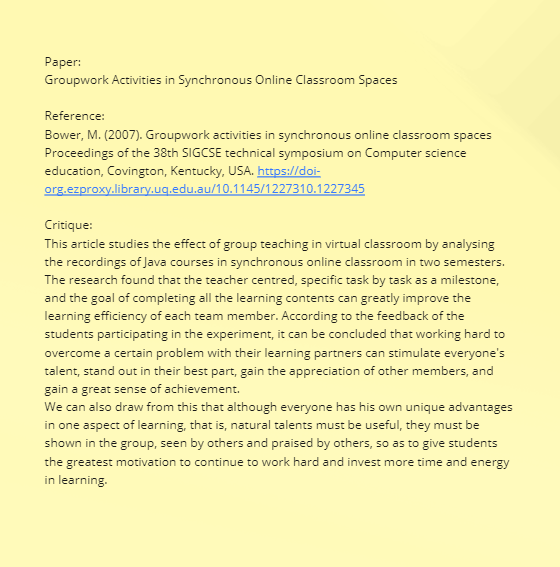 Paper:
Groupwork Activities in Synchronous Online Classroom Spaces
Reference:
Bower, M. (2007). Groupwork activities in synchronous online classroom spaces
Proceedings of the 38th SIGCSE technical symposium on Computer science
education, Covington, Kentucky, USA. https://doi-
org.ezproxy.library.uq.edu.au/10.1145/1227310.1227345
Critique:
This article studies the effect of group teaching in virtual classroom by analysing
the recordings of Java courses in synchronous online classroom in two semesters.
The research found that the teacher centred, specific task by task as a milestone,
and the goal of completing all the learning contents can greatly improve the
learning efficiency of each team member. According to the feedback of the
students participating in the experiment, it can be concluded that working hard to
overcome a certain problem with their learning partners can stimulate everyone's
talent, stand out in their best part, gain the appreciation of other members, and
gain a great sense of achievement.
We can also draw from this that although everyone has his own unique advantages
in one aspect of learning, that is, natural talents must be useful, they must be
shown in the group, seen by others and praised by others, so as to give students
the greatest motivation to continue to work hard and invest more time and energy
in learning.